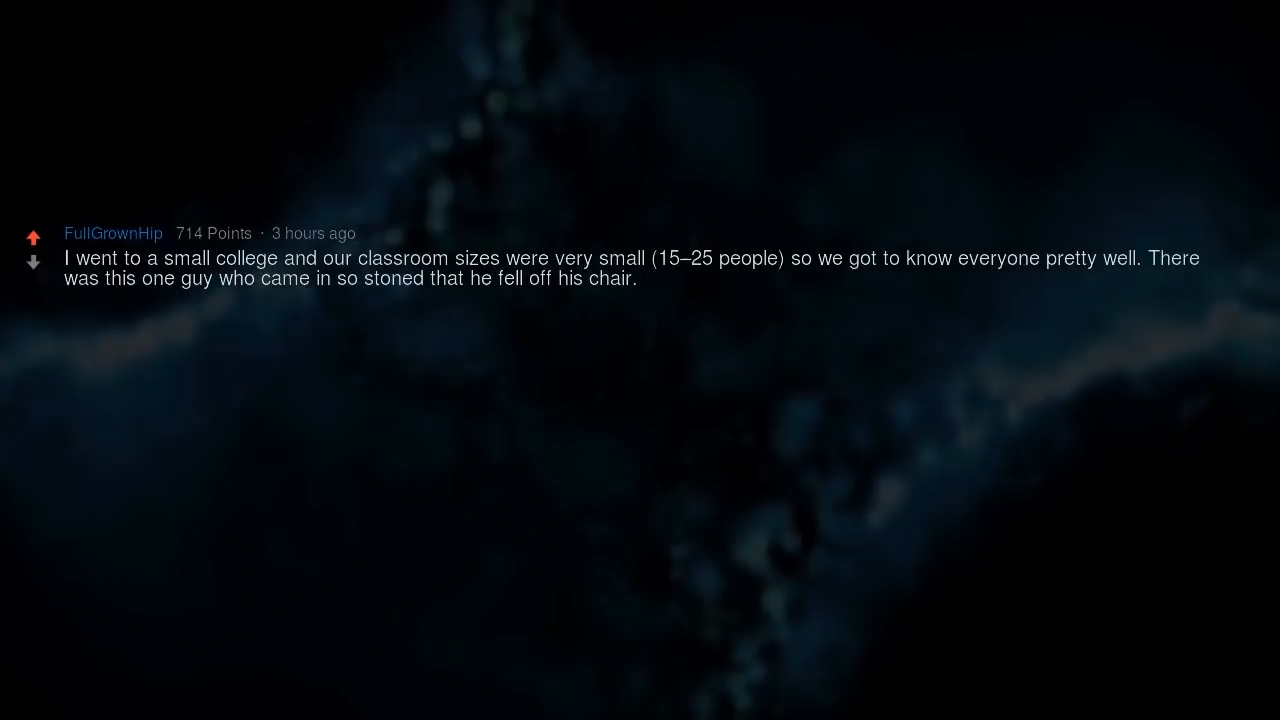 FullGrownHip 714 Points · 3 hours ago
I went to a small college and our classroom sizes were very small (15–25 people) so we got to know everyone pretty well. There
was this one guy who came in so stoned that he fell off his chair.